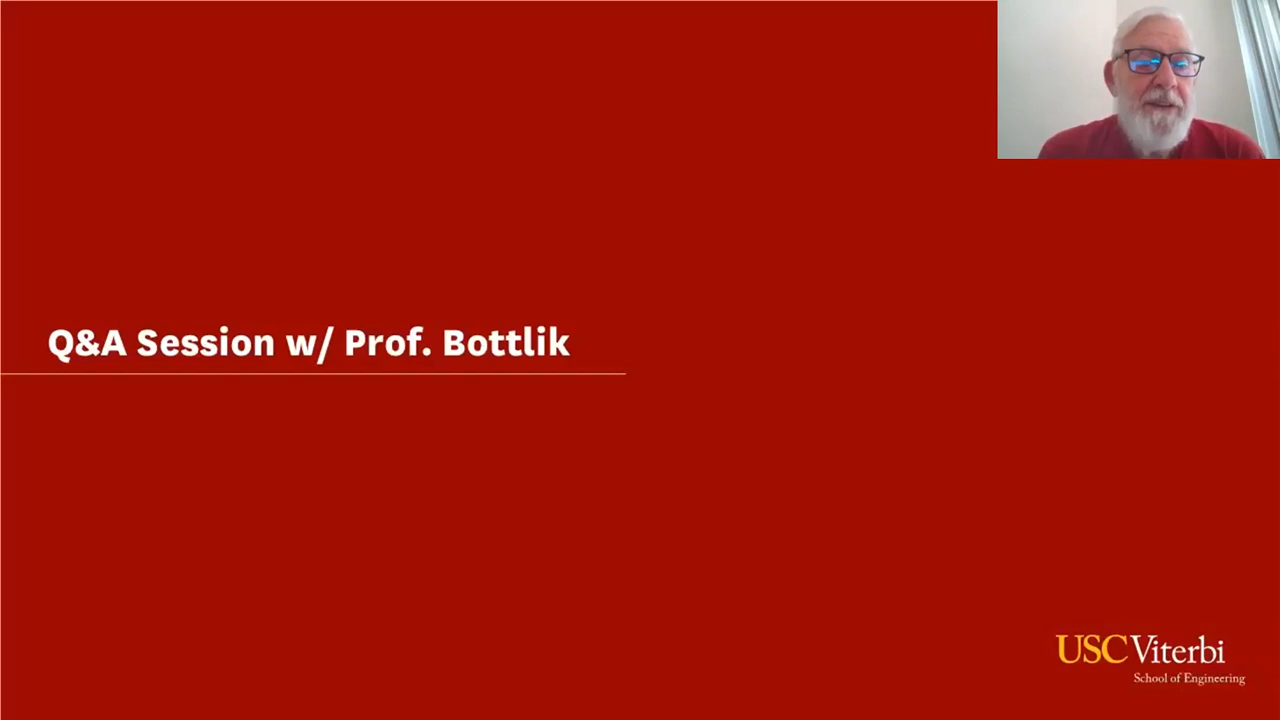 Q&A Session w/ Prof. Bottlik
USC Viterbi
School of Engineering